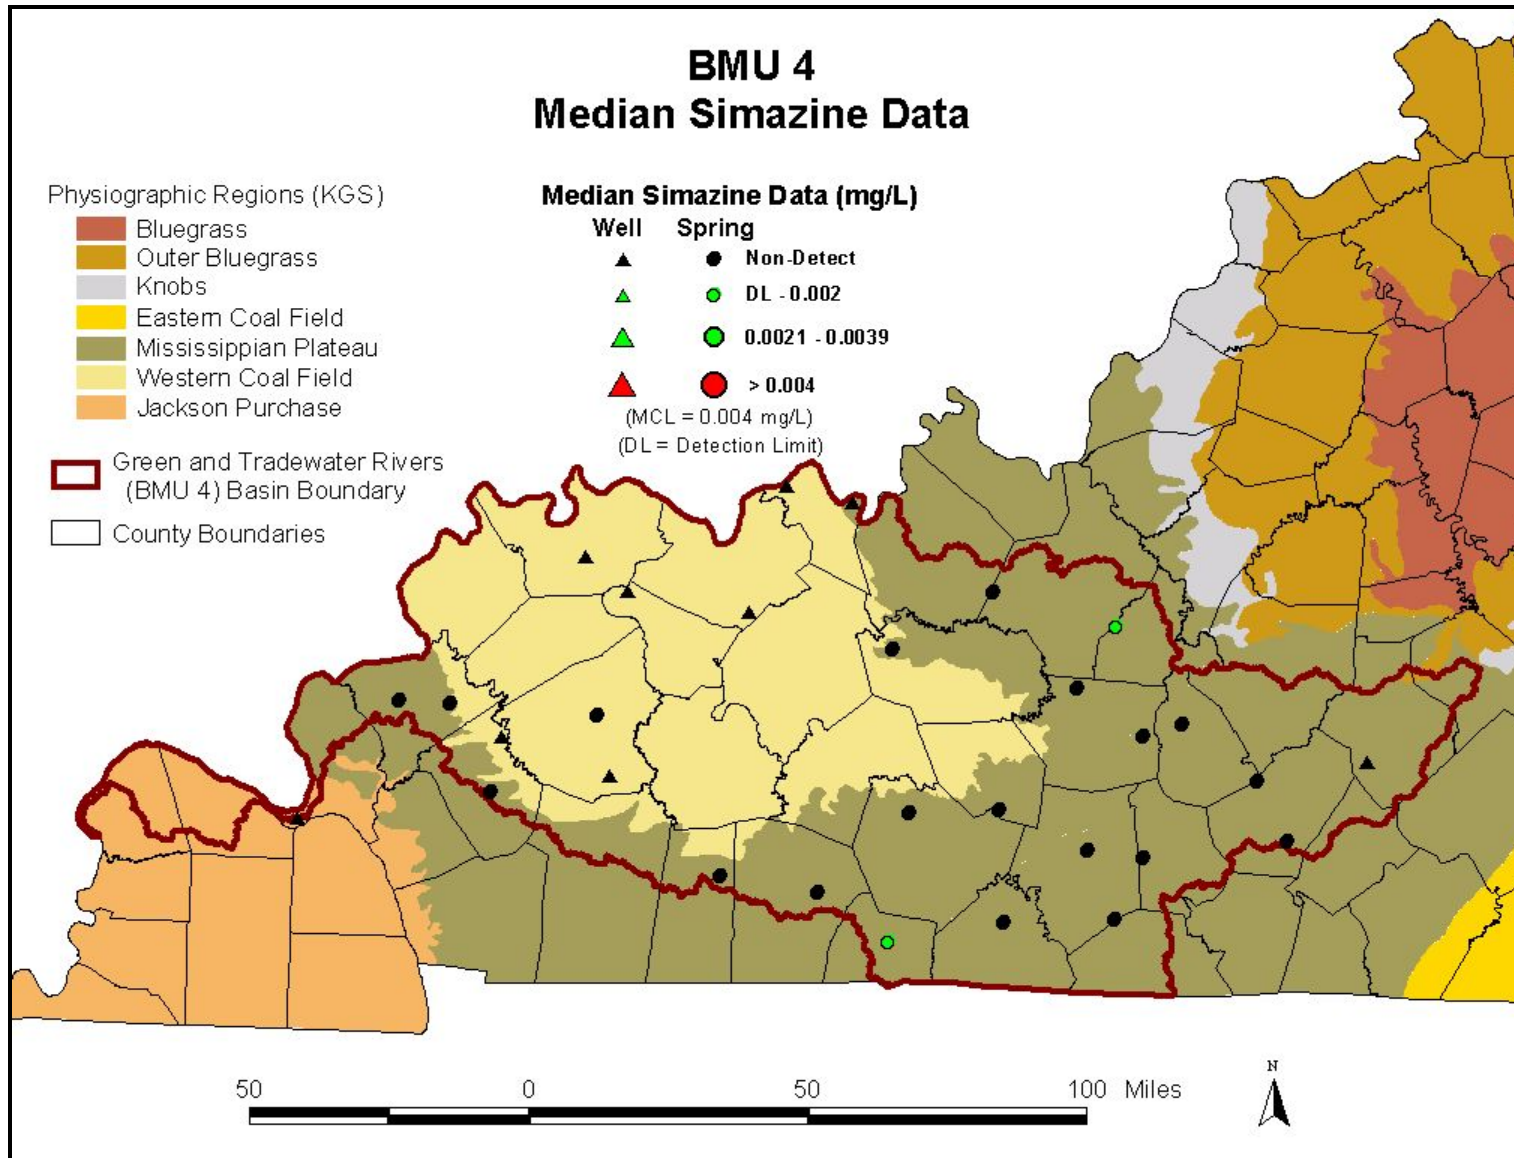 BMU 4
Median Simazine Data
Physiographic Regions (KGS)
Bluegrass
Outer Bluegrass
Knobs
Eastern Coal Field
Mississippian Plateau
Western Coal Field
Jackson Purchase
Green and Tradewater Rivers
(BMU 4) Basin Boundary
County Boundaries
Median Simazine Data (mg/L)
Well Spring
Non-Detect
DL - 0.002
0.0021 - 0.0039
> 0.004
(MCL = 0.004 mg/L)
(DL = Detection Limit)
50 0 50 100 Miles
N